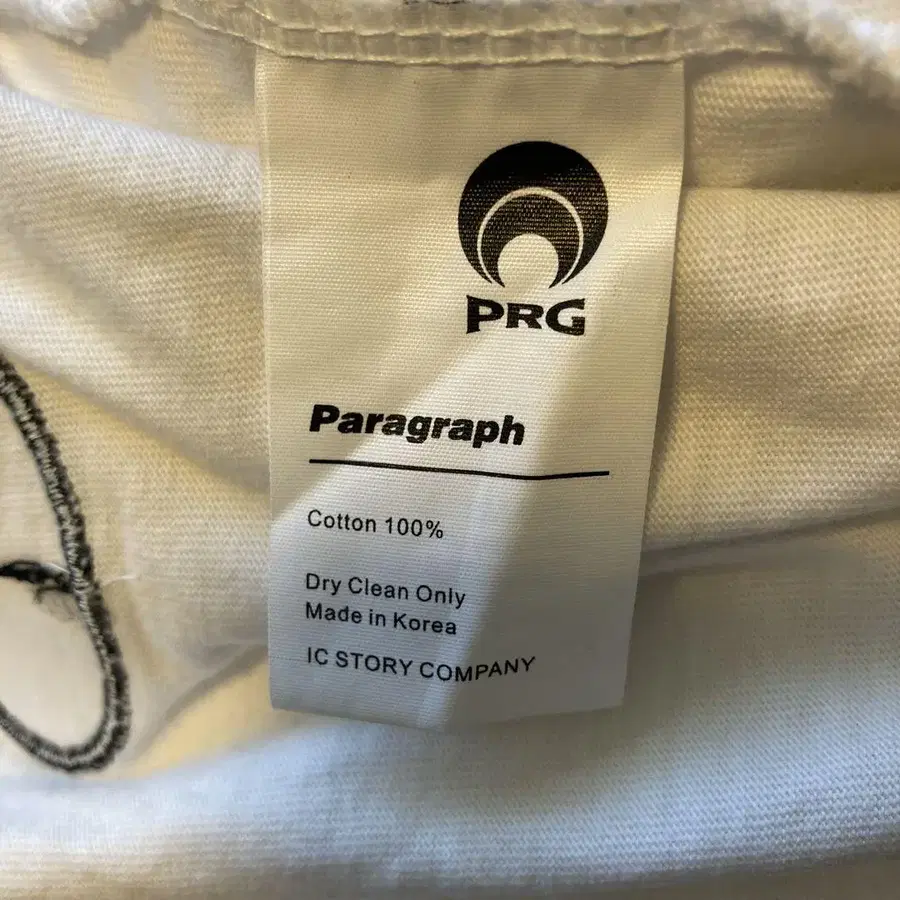 PRG
Paragraph
Cotton 100%
Dry Clean Only
Made in Korea
IC STORY COMPANY